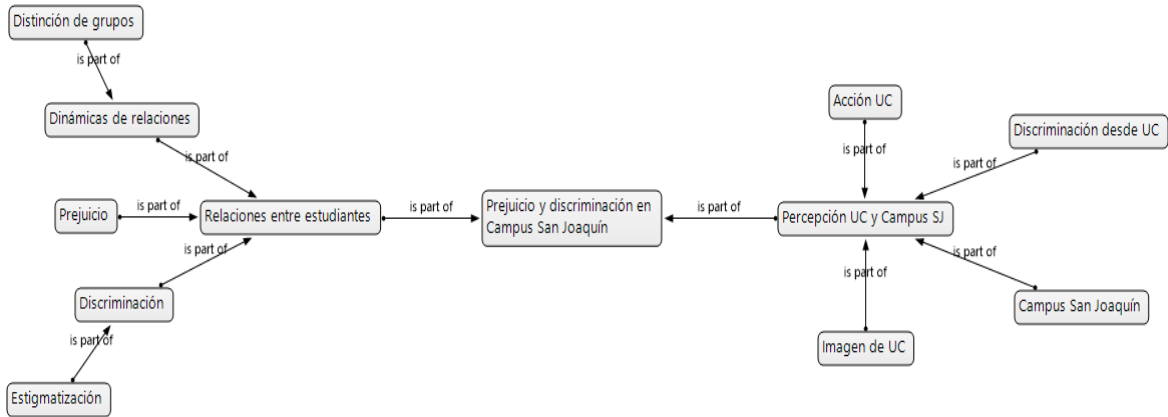 Distinción de grupos
is part of
Dinámicas de relaciones
is part of
Prejuicio
is part of
Relaciones entre estudiantes
is part of
Discriminación
is part of
Estigmatización
is part of
Prejuicio y discriminación en
Campus San Joaquín
is part of
Percepción UC y Campus SJ
Acción UC
is part of
Discriminación desde UC
is part of
is part of
Campus San Joaquín
is part of
Imagen de UC